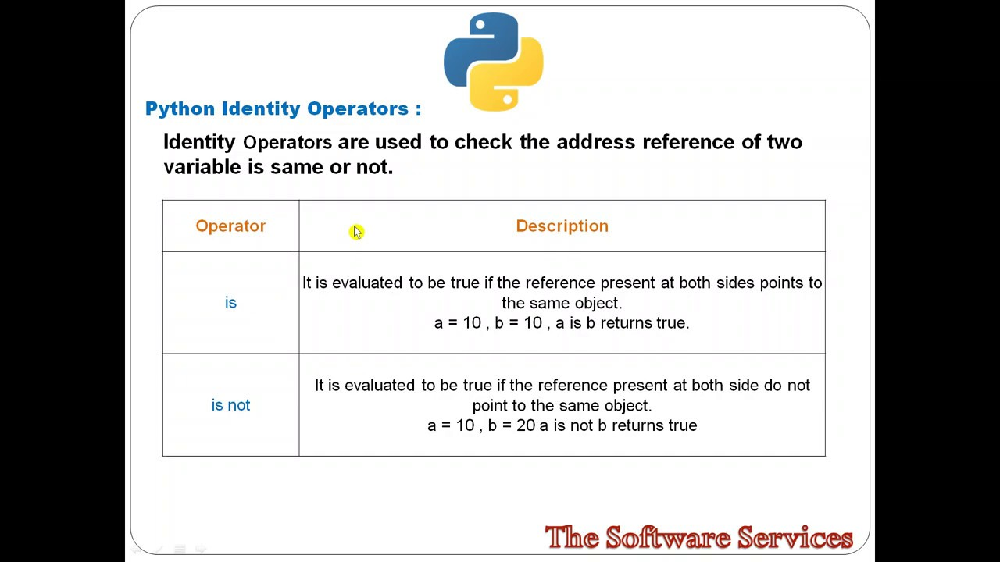 Python Identity Operators :
Identity Operators are used to check the address reference of two
variable is same or not.
Operator
Description
is
It is evaluated to be true if the reference present at both sides points to
the same object.
a = 10 , b = 10 , a is b returns true.
is not
It is evaluated to be true if the reference present at both side do not
point to the same object.
a = 10 , b = 20 a is not b returns true
The Software Services